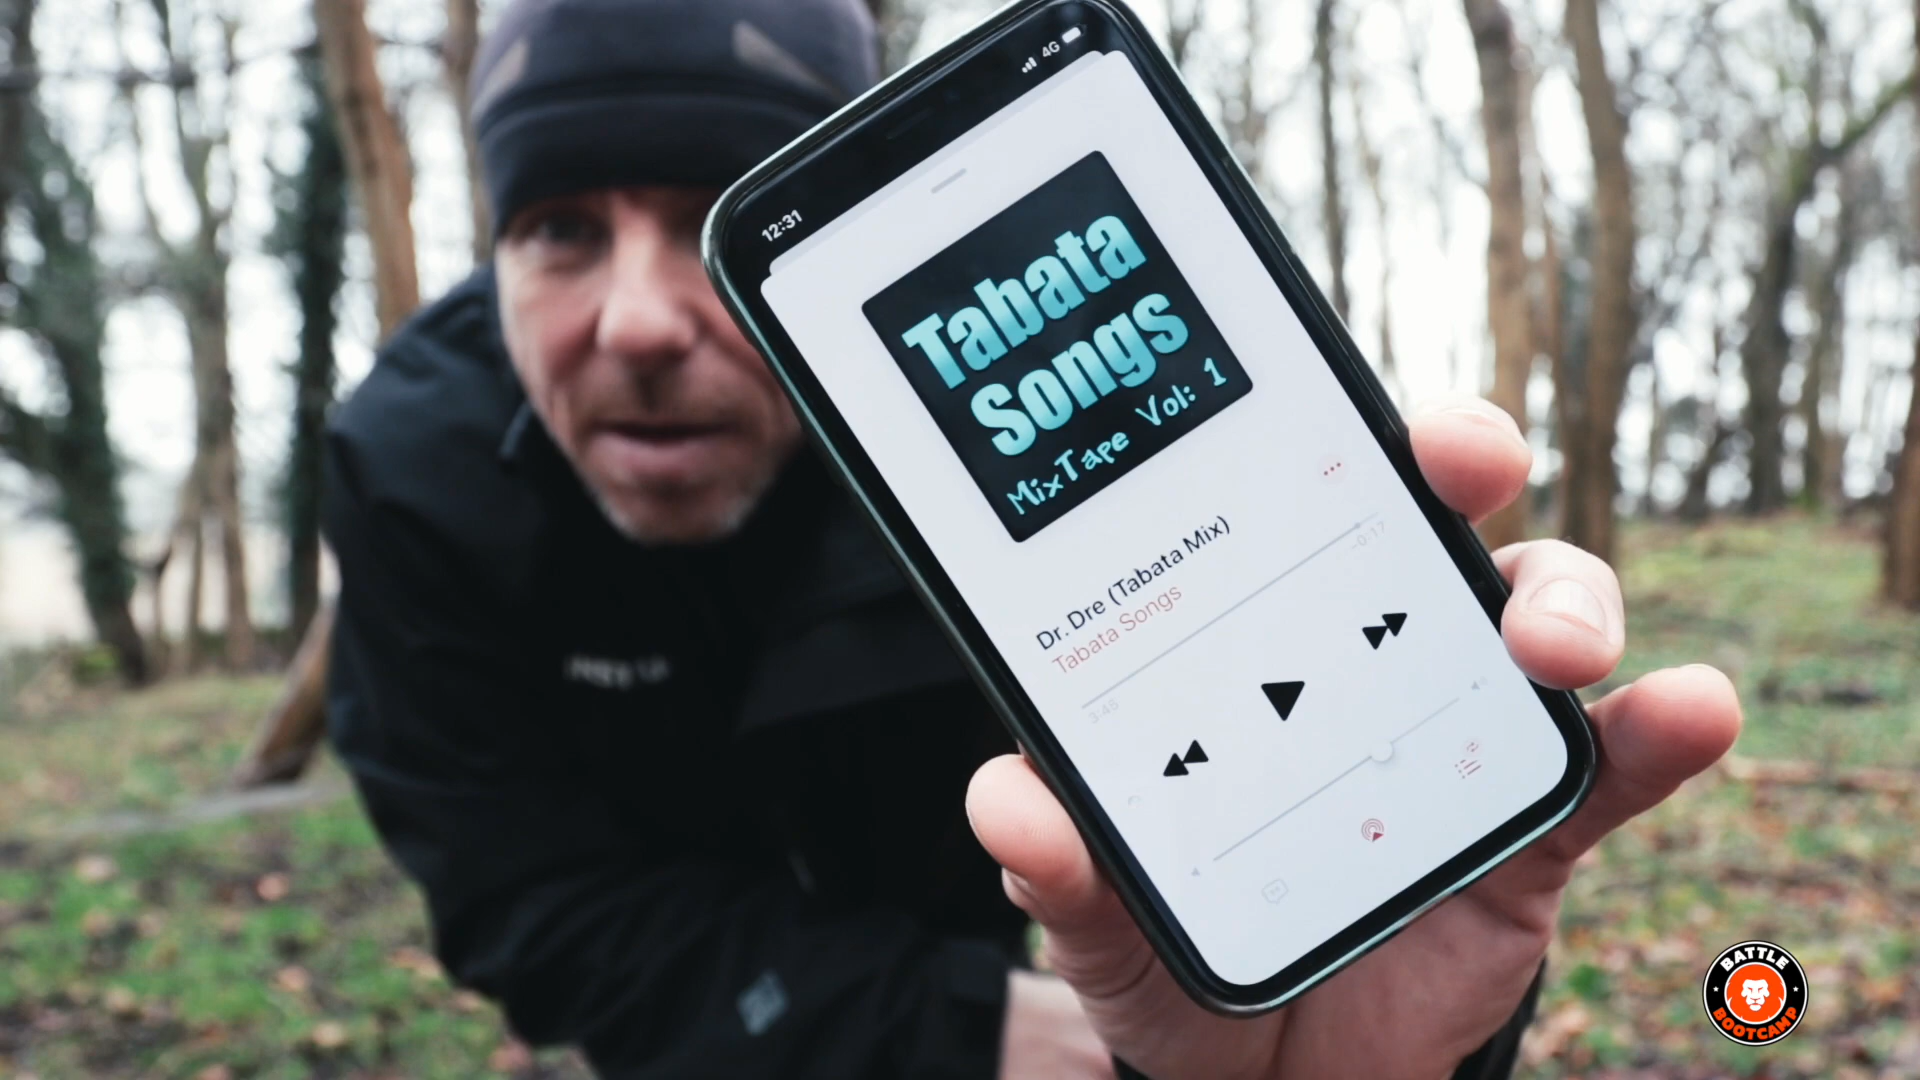 12:31
4G
Tabata
Songs
MixTape Vol: 1
Dr. Dre (Tabata Mix)
Tabata Songs
3:46
-0:17
BATTLE
BOOTCAMP